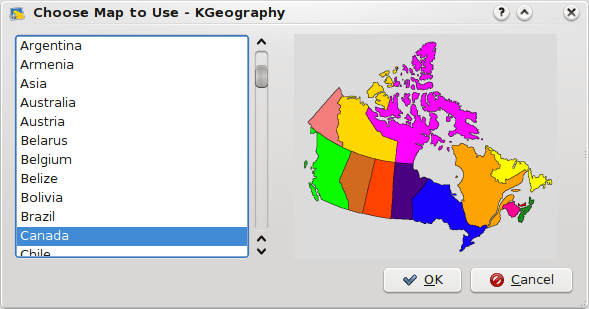 Choose Map to Use - KGeography
Argentina
Armenia
Asia
Australia
Austria
Belarus
Belgium
Belize
Bolivia
Brazil
Canada
Chile
OK
Cancel